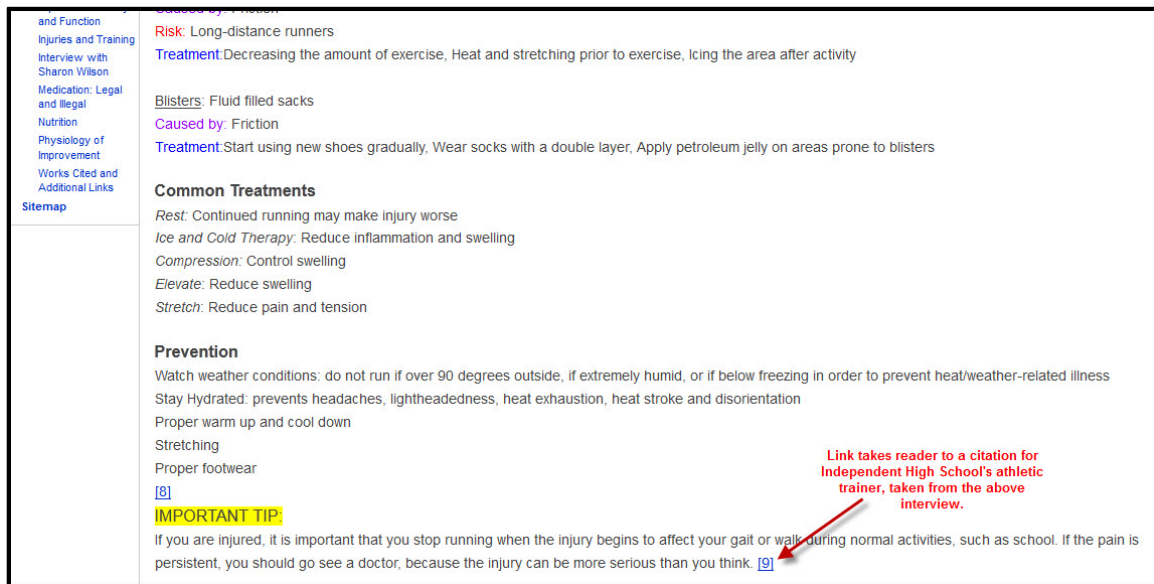 and Function
Injuries and Training
Interview with
Sharon Wilson
Medication: Legal
and Illegal
Nutrition
Physiology of
Improvement
Works Cited and
Additional Links
Sitemap
Caused by: Friction
Risk: Long-distance runners
Treatment:Decreasing the amount of exercise, Heat and stretching prior to exercise, Icing the area after activity
Blisters: Fluid filled sacks
Caused by: Friction
Treatment:Start using new shoes gradually, Wear socks with a double layer, Apply petroleum jelly on areas prone to blisters
Common Treatments
Rest: Continued running may make injury worse
Ice and Cold Therapy: Reduce inflammation and swelling
Compression: Control swelling
Elevate: Reduce swelling
Stretch: Reduce pain and tension
Prevention
Watch weather conditions: do not run if over 90 degrees outside, if extremely humid, or if below freezing in order to prevent heat/weather-related illness
Stay Hydrated: prevents headaches, lightheadedness, heat exhaustion, heat stroke and disorientation
Proper warm up and cool down
Stretching
Proper footwear
[8]
Link takes reader to a citation for
Independent High School's athletic
trainer, taken from the above
interview.
IMPORTANT TIP:
If you are injured, it is important that you stop running when the injury begins to affect your gait or walk during normal activities, such as school. If the pain is
persistent, you should go see a doctor, because the injury can be more serious than you think. [9]